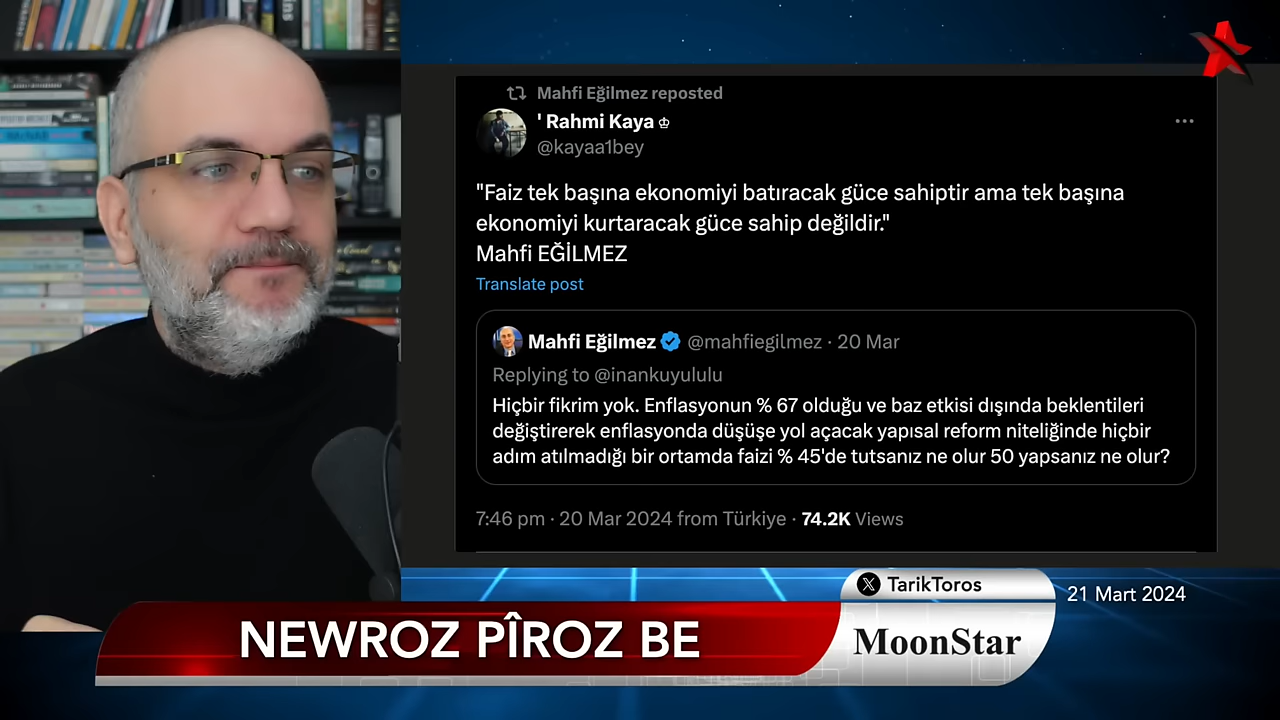 Mahfi Eğilmez reposted
' Rahmi Kaya ♔
@kayaa1bey
"Faiz tek başına ekonomiyi batıracak güce sahiptir ama tek başına
ekonomiyi kurtaracak güce sahip değildir."
Mahfi EĞİLMEZ
Translate post
Mahfi Eğilmez @mahfiegilmez · 20 Mar
Replying to @inankuyululu
Hiçbir fikrim yok. Enflasyonun % 67 olduğu ve baz etkisi dışında beklentileri
değiştirerek enflasyonda düşüşe yol açacak yapısal reform niteliğinde hiçbir
adım atılmadığı bir ortamda faizi % 45'de tutsanız ne olur 50 yapsanız ne olur?
7:46 pm · 20 Mar 2024 from Türkiye · 74.2K Views
TarikToros
21 Mart 2024
NEWROZ PÎROZ BE
MoonStar